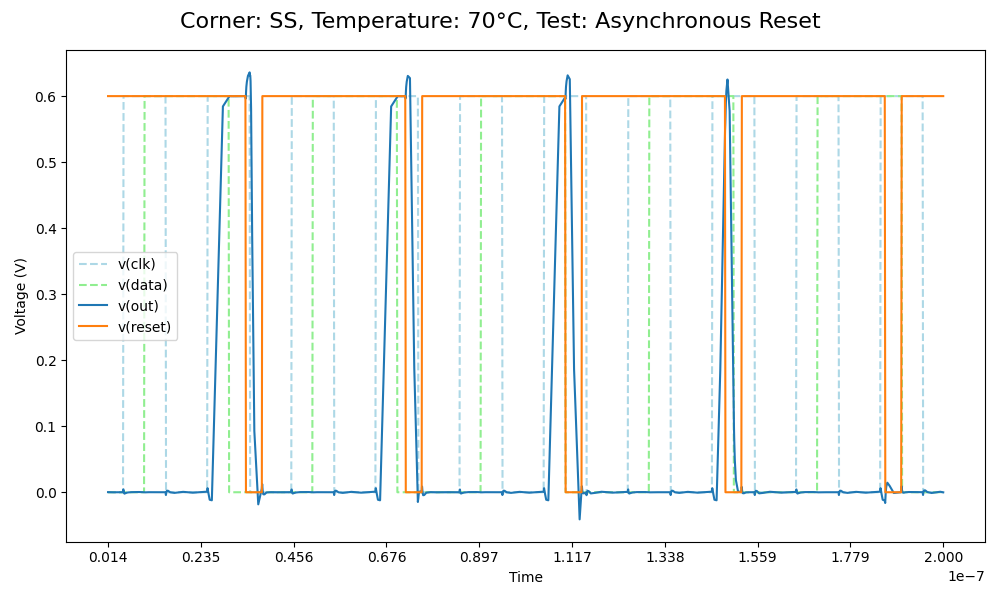 Corner: SS, Temperature: 70°C, Test: Asynchronous Reset
Voltage (V)
0.6
0.5
0.4
0.3
0.2
0.1
0.0
v(clk)
v(data)
v(out)
v(reset)
0.014 0.235 0.456 0.676 0.897 1.117 1.338 1.559 1.779 2.000
1e−7
Time